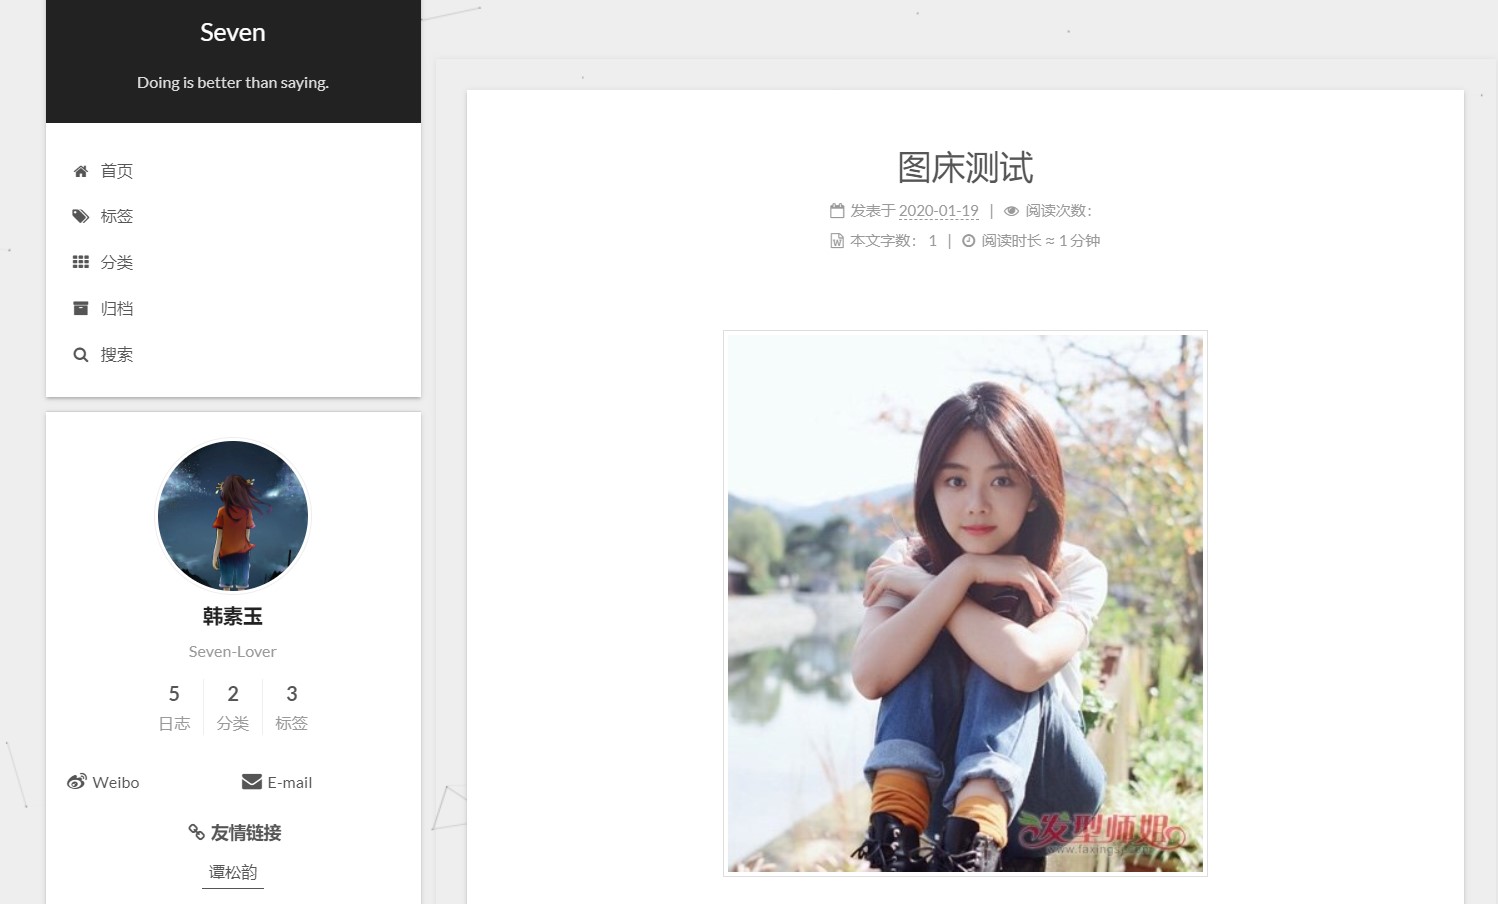 Seven
Doing is better than saying.
首页
标签
分类
归档
搜索
韩素玉
Seven-Lover
5 2 3
日志 分类 标签
Weibo E-mail
友情链接
谭松韵
图床测试
发表于 2020-01-19 | 阅读次数：
本文字数： 1 | 阅读时长 ≈ 1 分钟
发型师姐